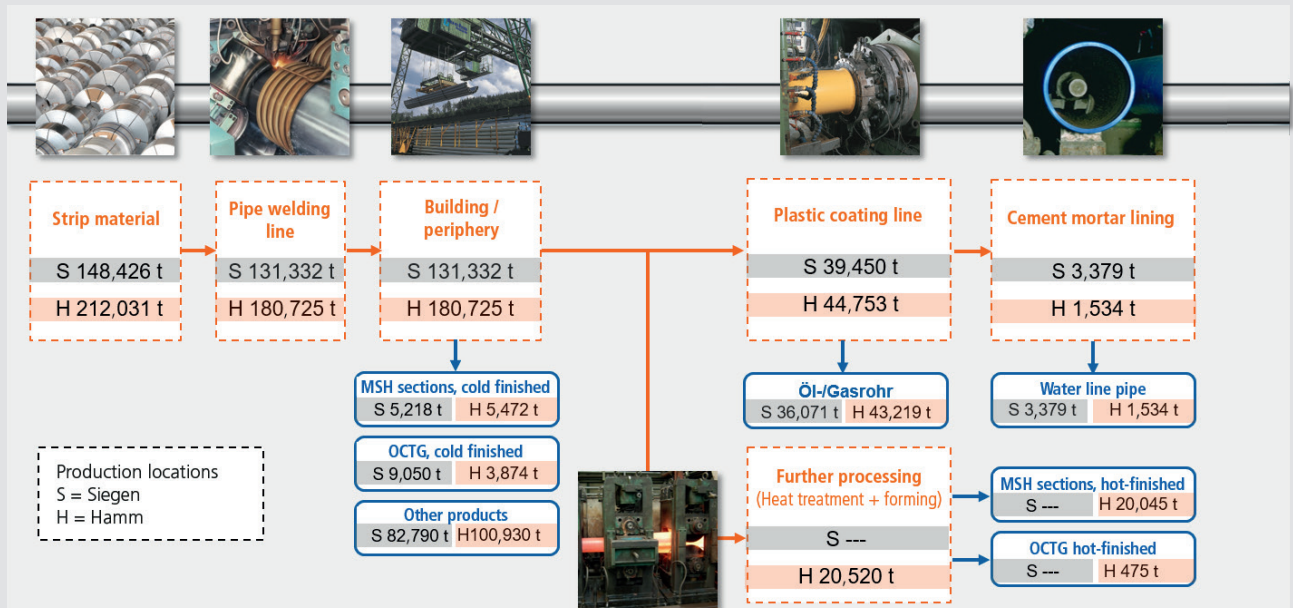 Strip material
S 148,426 t
H 212,031 t
Pipe welding
line
S 131,332 t
H 180,725 t
Building /
periphery
S 131,332 t
H 180,725 t
Plastic coating line
S 39,450 t
H 44,753 t
Cement mortar lining
S 3,379 t
H 1,534 t
MSH sections, cold finished
S 5,218 t H 5,472 t
OCTG, cold finished
S 9,050 t H 3,874 t
Other products
S 82,790 t H100,930 t
Öl-/Gasrohr
S 36,071 t H 43,219 t
Water line pipe
S 3,379 t H 1,534 t
Further processing
(Heat treatment + forming)
S ---
H 20,520 t
MSH sections, hot-finished
S --- H 20,045 t
OCTG hot-finished
S --- H 475 t
Production locations
S = Siegen
H = Hamm